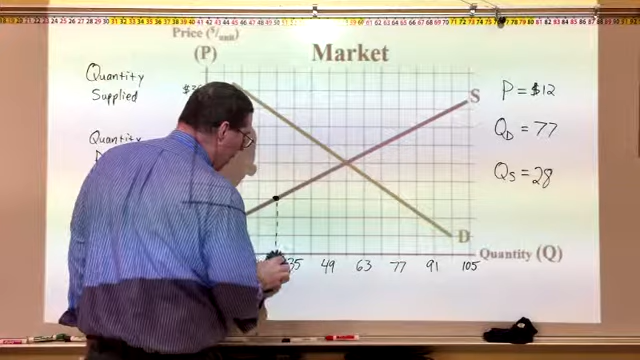 Price ($/unit)
(P)
Market
Quantity
Supplied
Quantity
S
D
35 49 63 77 91 105
Quantity (Q)
P = $12
QD = 77
QS = 28